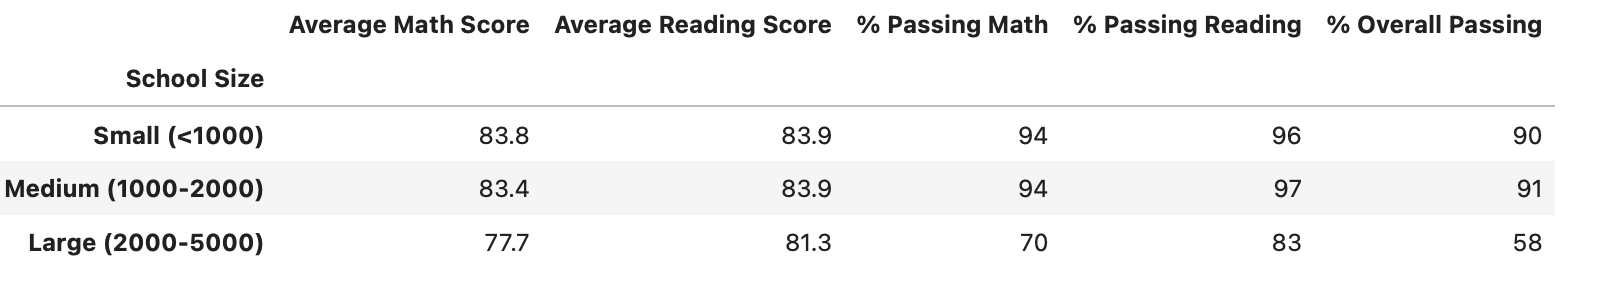 Average Math Score Average Reading Score % Passing Math % Passing Reading % Overall Passing
School Size
Small (<1000) 83.8 83.9 94 96 90
Medium (1000-2000) 83.4 83.9 94 97 91
Large (2000-5000) 77.7 81.3 70 83 58